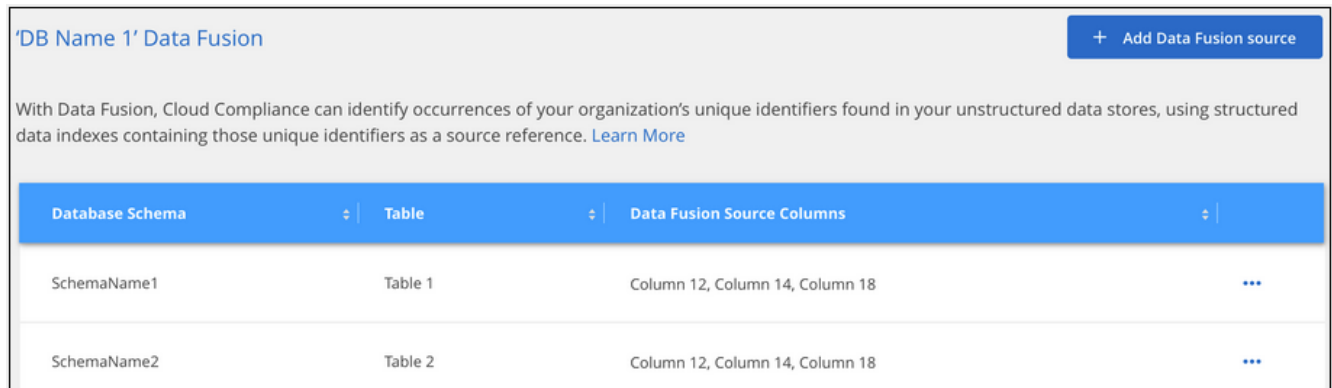 ‘DB Name 1’ Data Fusion
+ Add Data Fusion source
With Data Fusion, Cloud Compliance can identify occurrences of your organization’s unique identifiers found in your unstructured data stores, using structured
data indexes containing those unique identifiers as a source reference. Learn More
Database Schema Table Data Fusion Source Columns
SchemaName1 Table 1 Column 12, Column 14, Column 18
SchemaName2 Table 2 Column 12, Column 14, Column 18